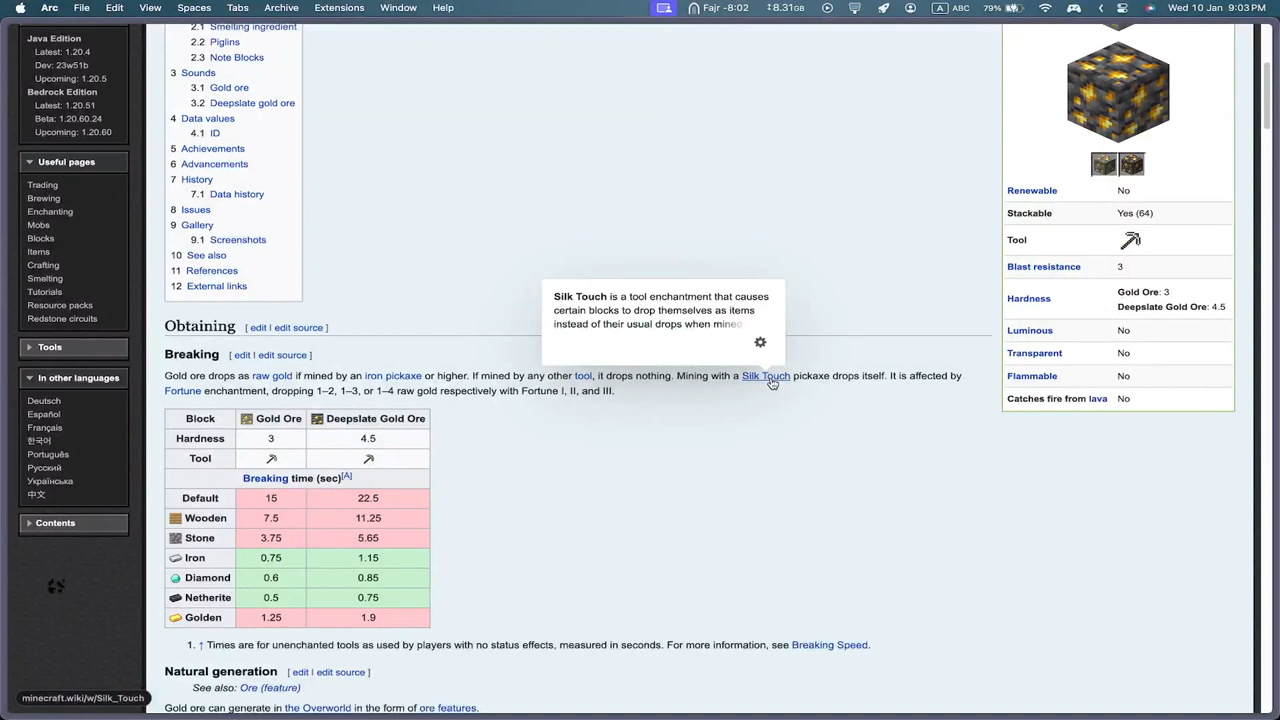 Arc File Edit View Extensions Window Help
Fajr -8:02
8.31s
ABC
79%
Wed 10 Jan 9:03 PM
Java Edition
Latest: 1.20.4
Dev: 23w51b
Upcoming: 1.20.5
Bedrock Edition
Latest: 1.20.51
Beta: 1.20.60.24
Upcoming: 1.20.60
Useful pages
Trading
Brewing
Enchanting
Mobs
Blocks
Items
Crafting
Smelting
Tutorials
Resource packs
Redstone circuits
Tools
In other languages
Deutsch
Español
Français
한국어
Português
Русский
Українська
中文
Contents
minecraft.wiki/w/Silk_Touch
2.1 Smelting ingredient
2.2 Piglins
2.3 Note Blocks
3 Sounds
3.1 Gold ore
3.2 Deepslate gold ore
4 Data values
4.1 ID
5 Achievements
6 Advancements
7 History
7.1 Data history
8 Issues
9 Gallery
9.1 Screenshots
10 See also
11 References
12 External links
Obtaining [ edit | edit source ]
Silk Touch is a tool enchantment that causes
certain blocks to drop themselves as items
instead of their usual drops when mined
Breaking [ edit | edit source ]
Gold ore drops as raw gold if mined by an iron pickaxe or higher. If mined by any other tool, it drops nothing. Mining with a Silk Touch pickaxe drops itself. It is affected by
Fortune enchantment, dropping 1–2, 1–3, or 1–4 raw gold respectively with Fortune I, II, and III.
Block Gold Ore Deepslate Gold Ore
Hardness 3 4.5
Tool
Breaking time (sec)[A]
Default 15 22.5
Wooden 7.5 11.25
Stone 3.75 5.65
Iron 0.75 1.15
Diamond 0.6 0.85
Netherite 0.5 0.75
Golden 1.25 1.9
1. ↑ Times are for unenchanted tools as used by players with no status effects, measured in seconds. For more information, see Breaking Speed.
Natural generation [ edit | edit source ]
See also: Ore (feature)
Gold ore can generate in the Overworld in the form of ore features.
Renewable No
Stackable Yes (64)
Tool
Blast resistance 3
Hardness Gold Ore: 3
Deepslate Gold Ore: 4.5
Luminous No
Transparent No
Flammable No
Catches fire from lava No